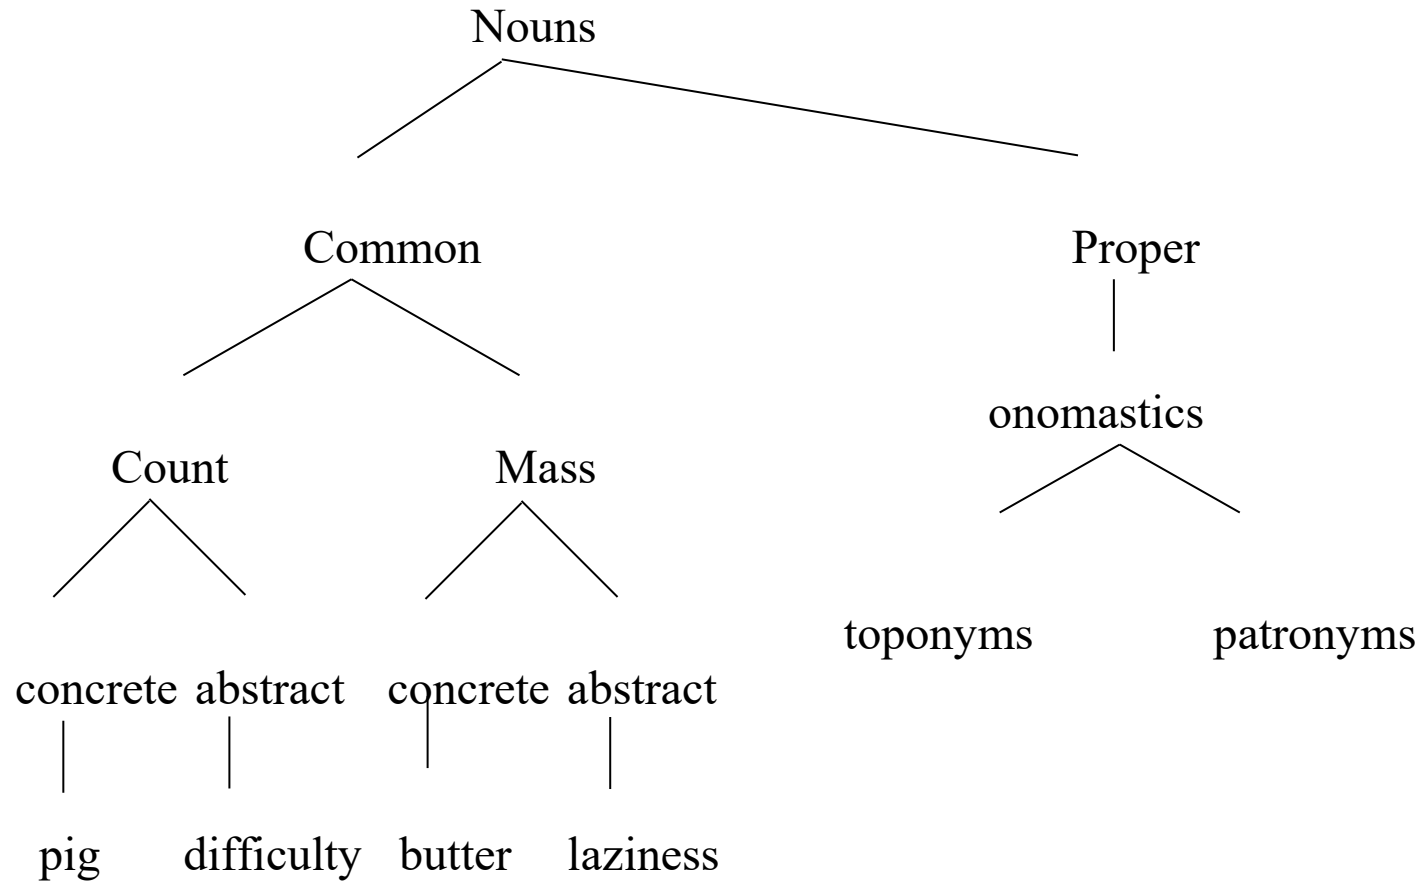 Nouns
Common Proper
onomastics
Count Mass
toponyms patronyms
concrete abstract concrete abstract
pig difficulty butter laziness